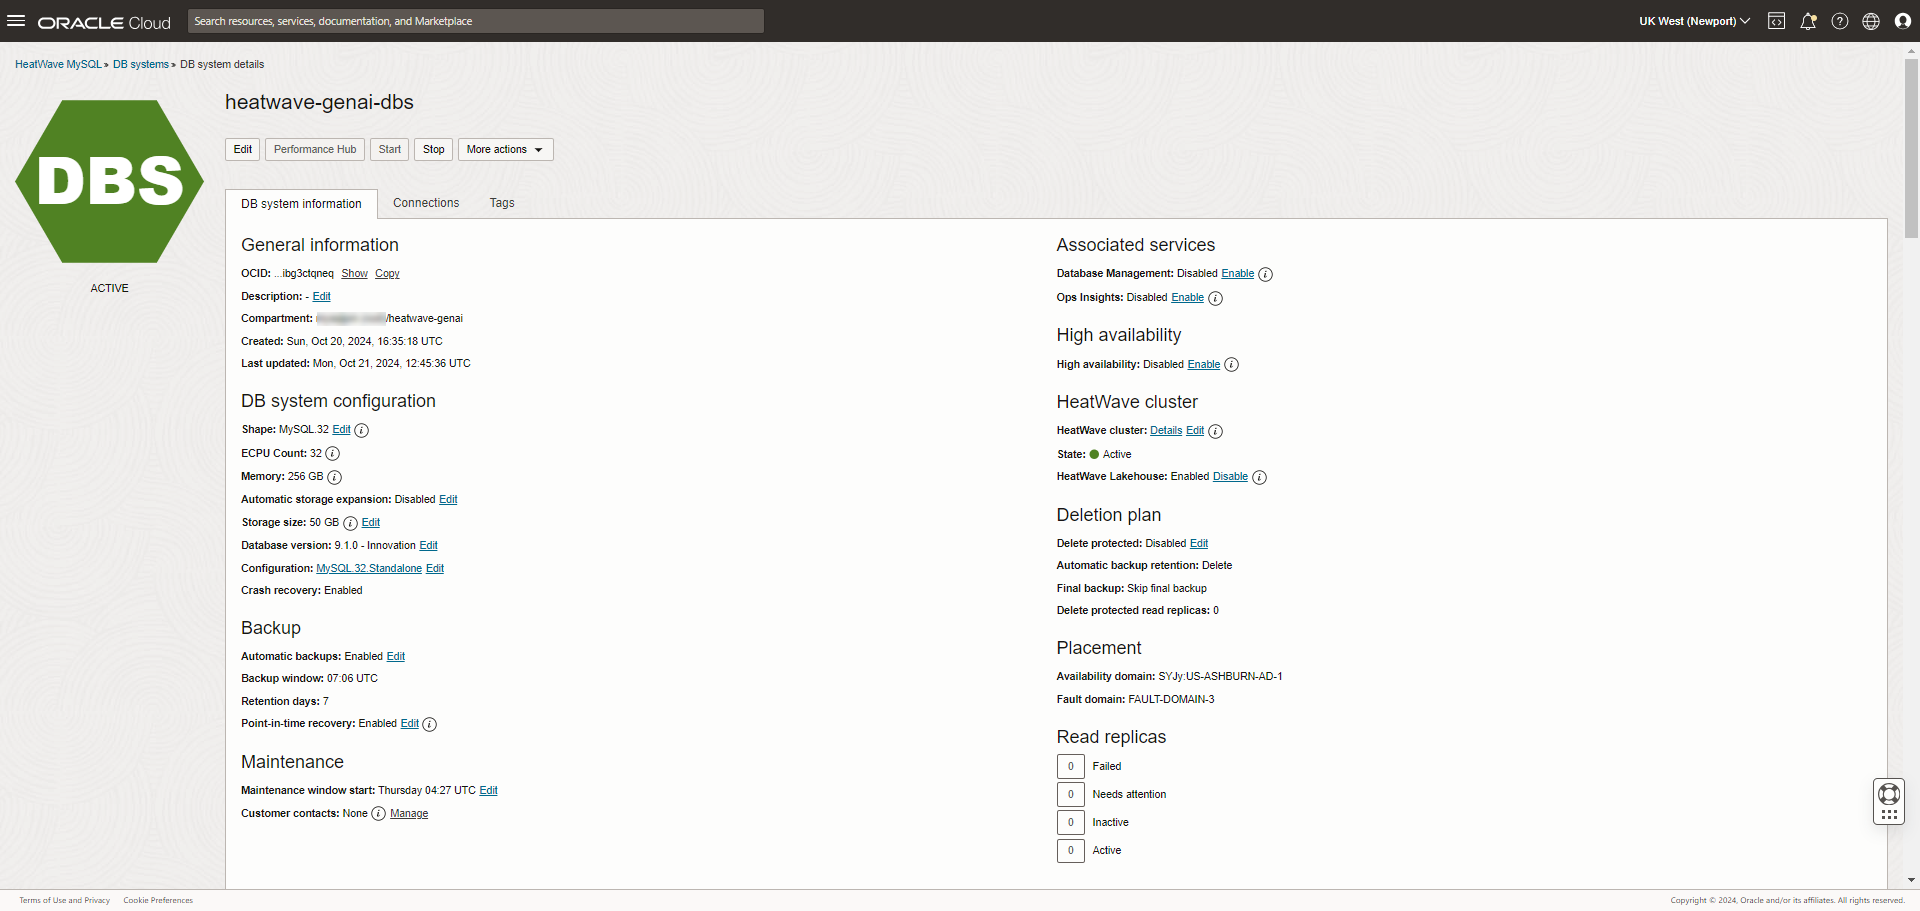 ORACLE Cloud
Search resources, services, documentation, and Marketplace
UK West (Newport)
HeatWave MySQL » DB systems » DB system details
DBS
ACTIVE
heatwave-genai-dbs
Edit Performance Hub Start Stop More actions
DB system information Connections Tags
General information
OCID: ...ibg3ctqneq Show Copy
Description: - Edit
Compartment: /heatwave-genai
Created: Sun, Oct 20, 2024, 16:35:18 UTC
Last updated: Mon, Oct 21, 2024, 12:45:36 UTC
DB system configuration
Shape: MySQL.32 Edit i
ECPU Count: 32 i
Memory: 256 GB i
Automatic storage expansion: Disabled Edit
Storage size: 50 GB i Edit
Database version: 9.1.0 - Innovation Edit
Configuration: MySQL.32.Standalone Edit
Crash recovery: Enabled
Backup
Automatic backups: Enabled Edit
Backup window: 07:06 UTC
Retention days: 7
Point-in-time recovery: Enabled Edit i
Maintenance
Maintenance window start: Thursday 04:27 UTC Edit
Customer contacts: None i Manage
Associated services
Database Management: Disabled Enable i
Ops Insights: Disabled Enable i
High availability
High availability: Disabled Enable i
HeatWave cluster
HeatWave cluster: Details Edit i
State: Active
HeatWave Lakehouse: Enabled Disable i
Deletion plan
Delete protected: Disabled Edit
Automatic backup retention: Delete
Final backup: Skip final backup
Delete protected read replicas: 0
Placement
Availability domain: SYJy:US-ASHBURN-AD-1
Fault domain: FAULT-DOMAIN-3
Read replicas
0 Failed
0 Needs attention
0 Inactive
0 Active
Terms of Use and Privacy Cookie Preferences
Copyright © 2024, Oracle and/or its affiliates. All rights reserved.